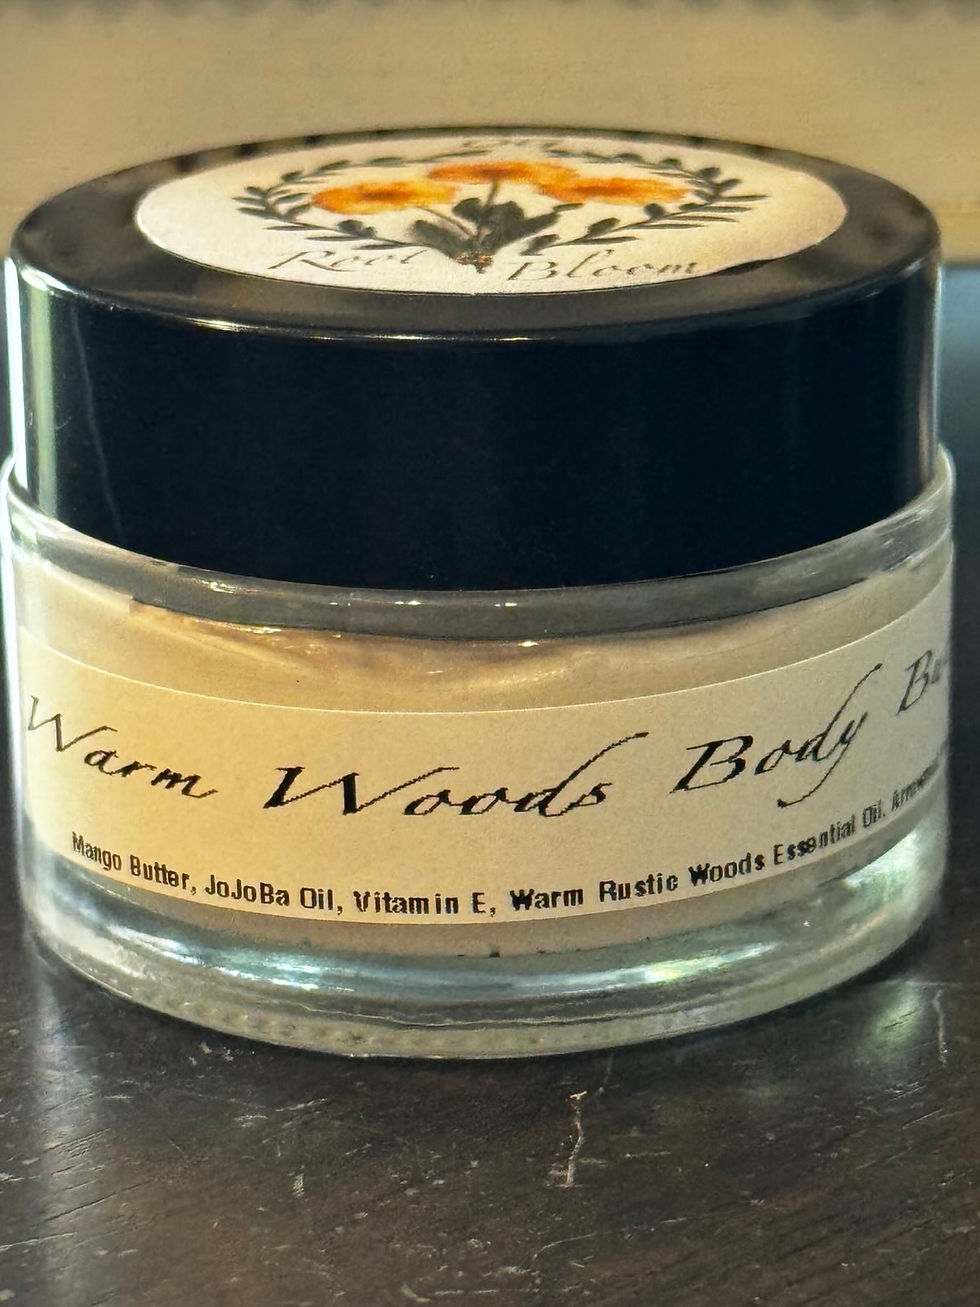 Root Bloom
Warm Woods Body
Mango Butter, JoJoBa Oil, Vitamin E, Warm Rustic Woods Essential Oil,